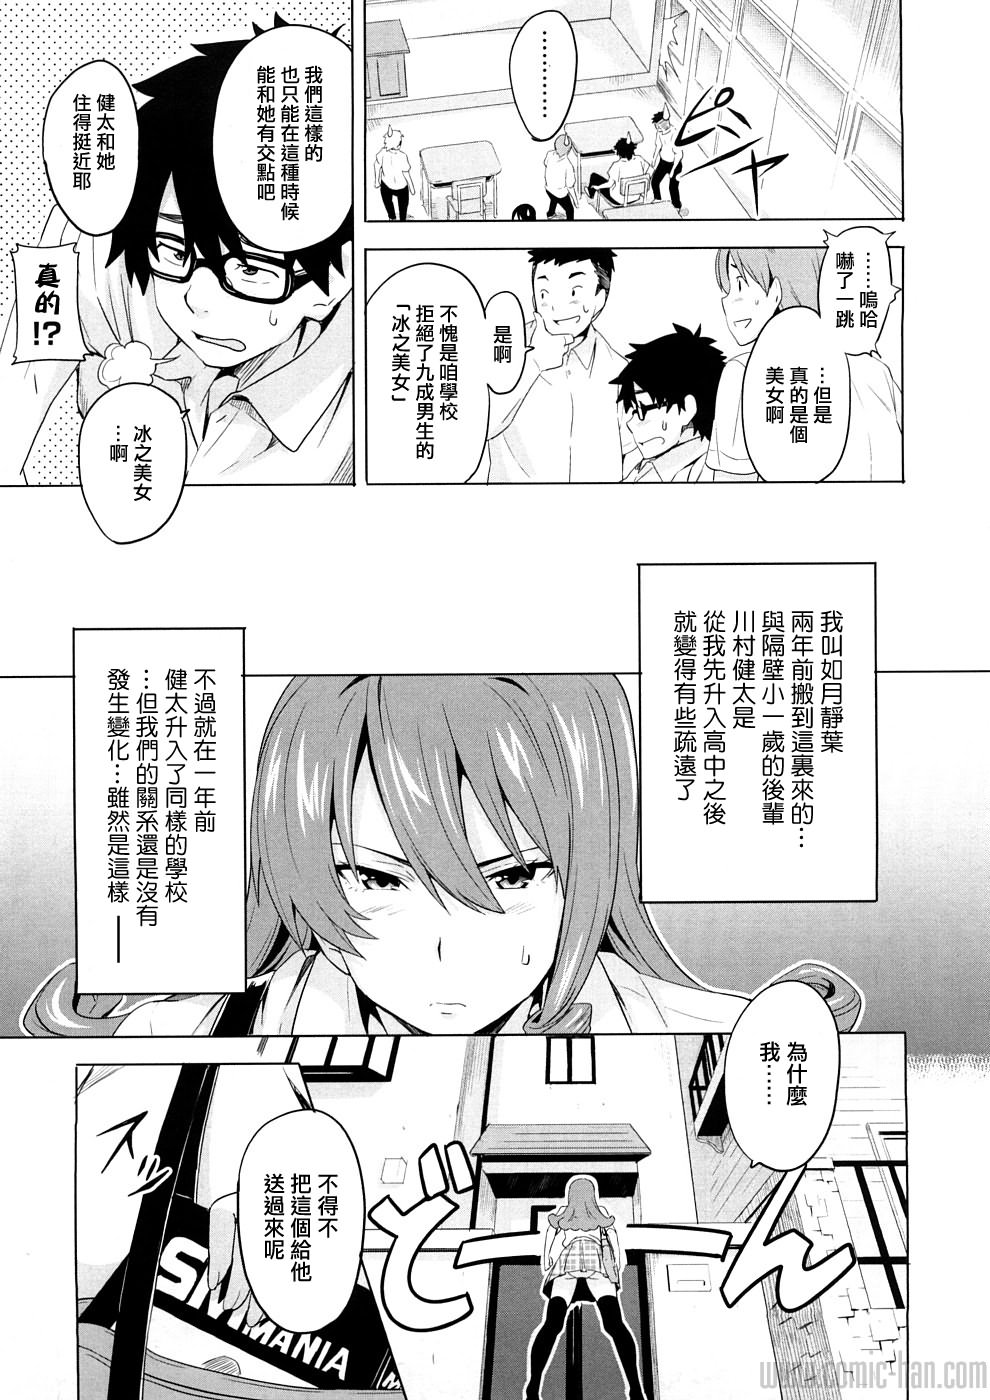 …………
ピシャ
……嗚哈
嚇了一跳
…但是
真的是個
美女啊
是啊
不愧是咱學校
拒絕了九成男生的
「冰之美女」
我們這樣的
也只能在這種時候
能和她有交點吧
健太和她
住得挺近耶
真的!?
冰之美女
…啊
我叫如月靜葉
兩年前搬到這裏來的…
與隔壁小一歲的後輩
川村健太是
從我先升入高中之後
就變得有些疏遠了
不過就在一年前
健太升入了同樣的學校
…但我們的關系還是沒有
發生變化…雖然是這樣
——
為什麼
我……
どーーん
不得不
把這個給他
送過來呢
MANIA
www.comic-han.com